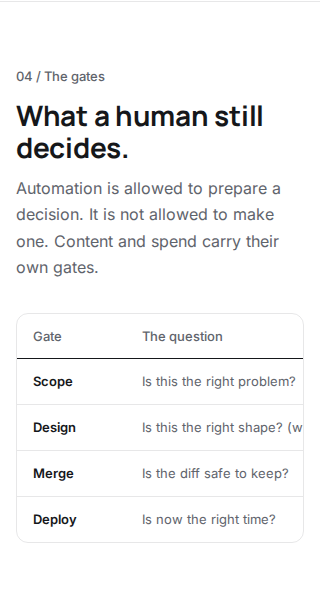 04 / The gates
What a human still
decides.
Automation is allowed to prepare a
decision. It is not allowed to make
one. Content and spend carry their
own gates.
Gate The question
Scope Is this the right problem?
Design Is this the right shape? (w
Merge Is the diff safe to keep?
Deploy Is now the right time?